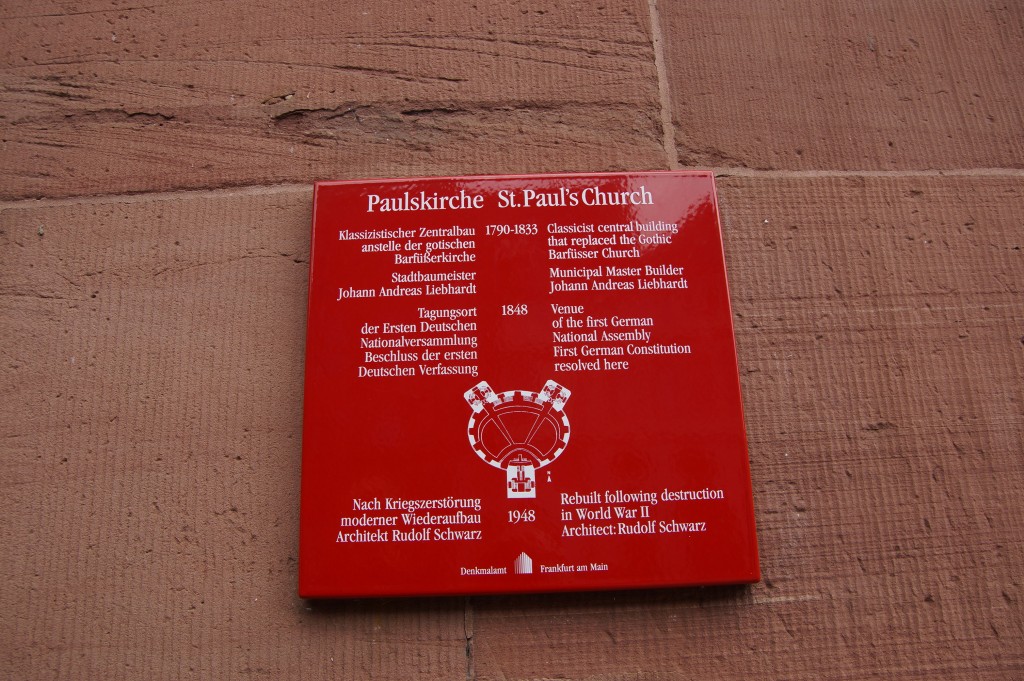 Paulskirche St. Paul's Church
Klassizistischer Zentralbau
anstelle der gotischen
Barfüßerkirche
1790-1833
Classicist central building
that replaced the Gothic
Barfüsser Church
Stadtbaumeister
Johann Andreas Liebhardt
Municipal Master Builder
Johann Andreas Liebhardt
Tagungsort
der Ersten Deutschen
Nationalversammlung
Beschluss der ersten
Deutschen Verfassung
1848
Venue
of the first German
National Assembly
First German Constitution
resolved here
N
Nach Kriegszerstörung
moderner Wiederaufbau
Architekt Rudolf Schwarz
1948
Rebuilt following destruction
in World War II
Architect: Rudolf Schwarz
Denkmalamt Frankfurt am Main